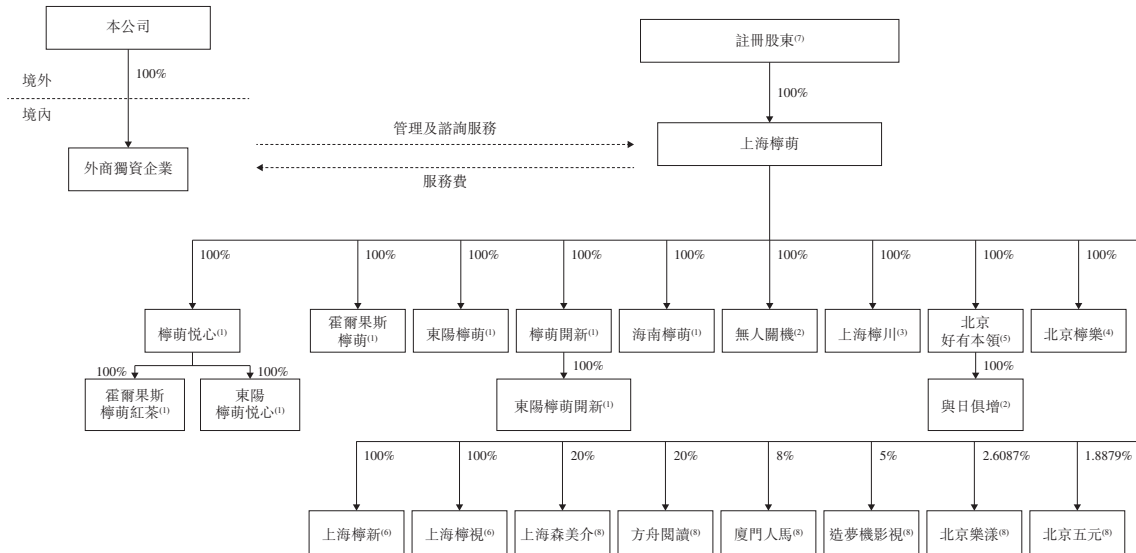 本公司
註冊股東(7)
100%
境外
境內
100%
管理及諮詢服務
上海檸萌
外商獨資企業
服務費
100%
100%
100%
100%
100%
100%
100%
100%
100%
檸萌悦心(1)
霍爾果斯
檸萌(1)
東陽檸萌(1)
檸萌開新(1)
海南檸萌(1)
無人關機(2)
上海檸川(3)
北京
好有本領(5)
北京檸樂(4)
100%
100%
100%
100%
霍爾果斯
檸萌紅茶(1)
東陽
檸萌悦心(1)
東陽檸萌開新(1)
與日俱增(2)
100%
100%
20%
20%
8%
5%
2.6087%
1.8879%
上海檸新(6)
上海檸視(6)
上海森美介(8)
方舟閱讀(8)
廈門人馬(8)
造夢機影視(8)
北京樂漾(8)
北京五元(8)